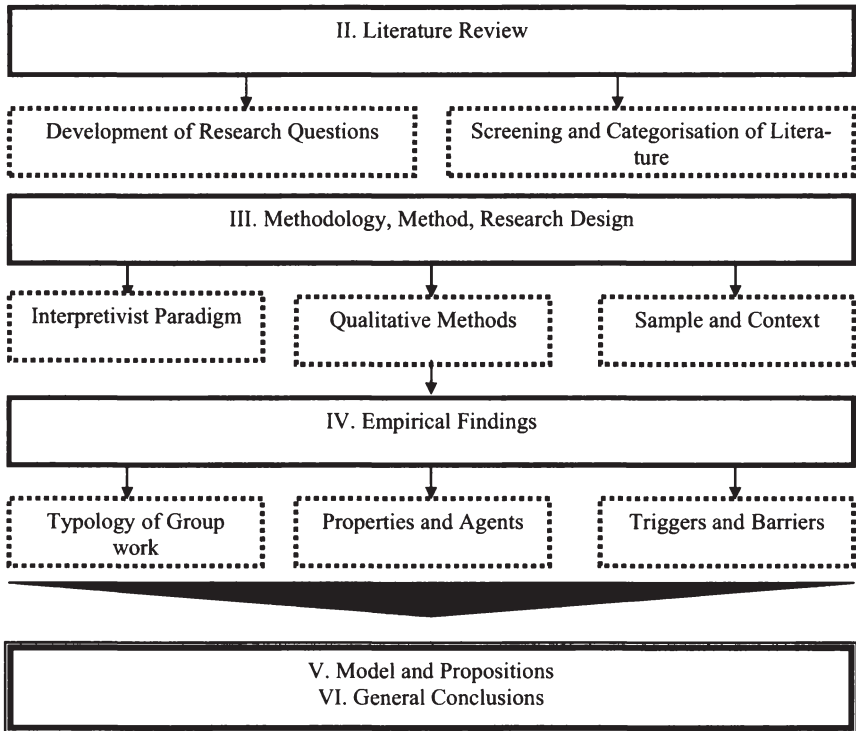 II. Literature Review
Development of Research Questions
Screening and Categorisation of Litera-
ture
III. Methodology, Method, Research Design
Interpretivist Paradigm
Qualitative Methods
Sample and Context
IV. Empirical Findings
Typology of Group
work
Properties and Agents
Triggers and Barriers
V. Model and Propositions
VI. General Conclusions